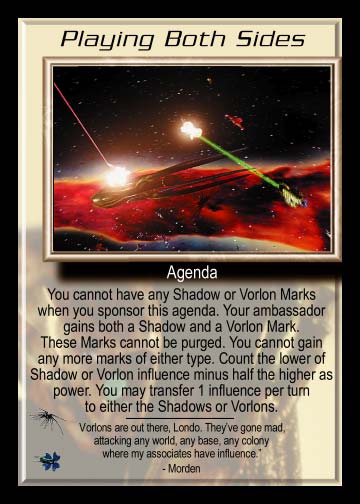 Playing Both Sides
Agenda
You cannot have any Shadow or Vorlon Marks
when you sponsor this agenda. Your ambassador
gains both a Shadow and a Vorlon Mark.
These Marks cannot be purged. You cannot gain
any more marks of either type. Count the lower of
Shadow or Vorlon influence minus half the higher as
power. You may transfer 1 influence per turn
to either the Shadows or Vorlons.
Vorlons are out there, Londo. They've gone mad,
attacking any world, any base, any colony
where my associates have influence."
- Morden